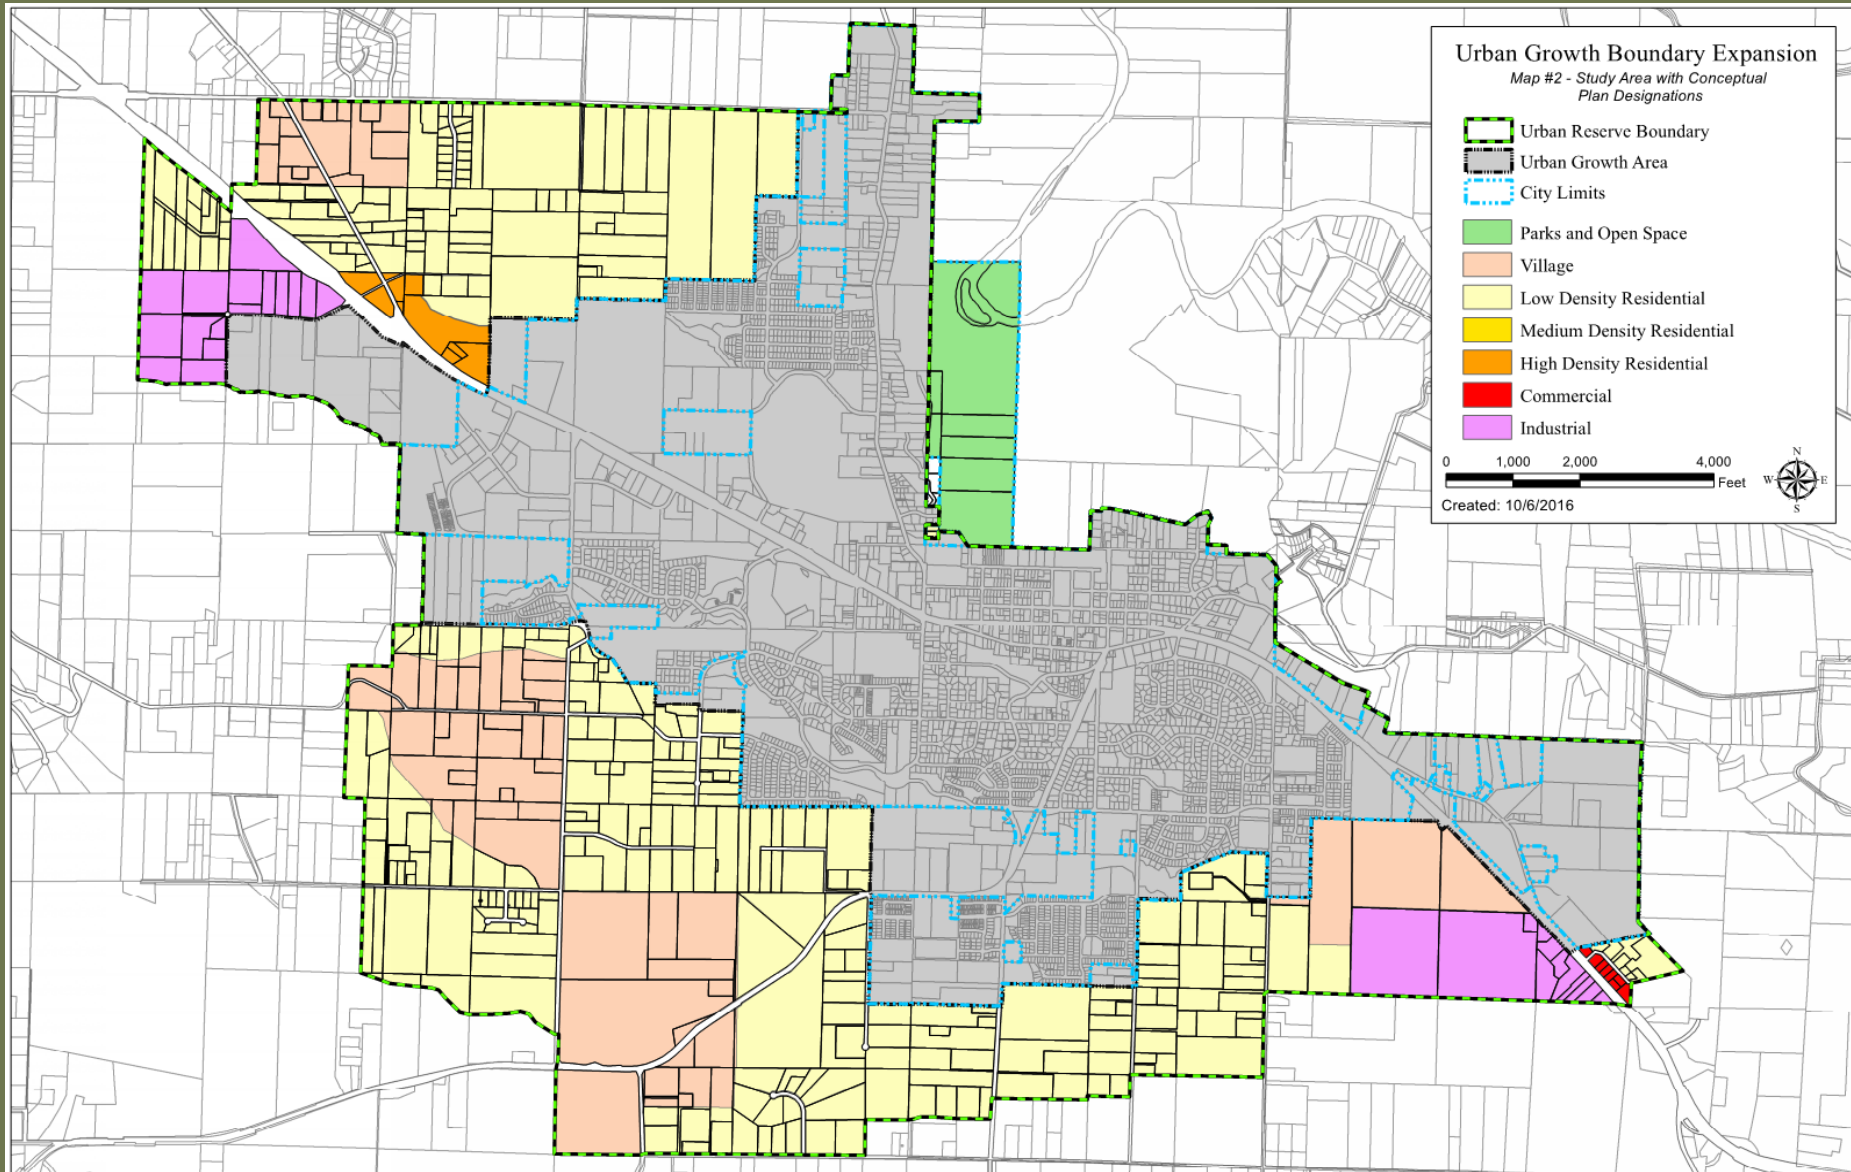 Urban Growth Boundary Expansion
Map #2 - Study Area with Conceptual
Plan Designations
Urban Reserve Boundary
Urban Growth Area
City Limits
Parks and Open Space
Village
Low Density Residential
Medium Density Residential
High Density Residential
Commercial
Industrial
0 1,000 2,000 4,000
Feet
N
W E
S
Created: 10/6/2016